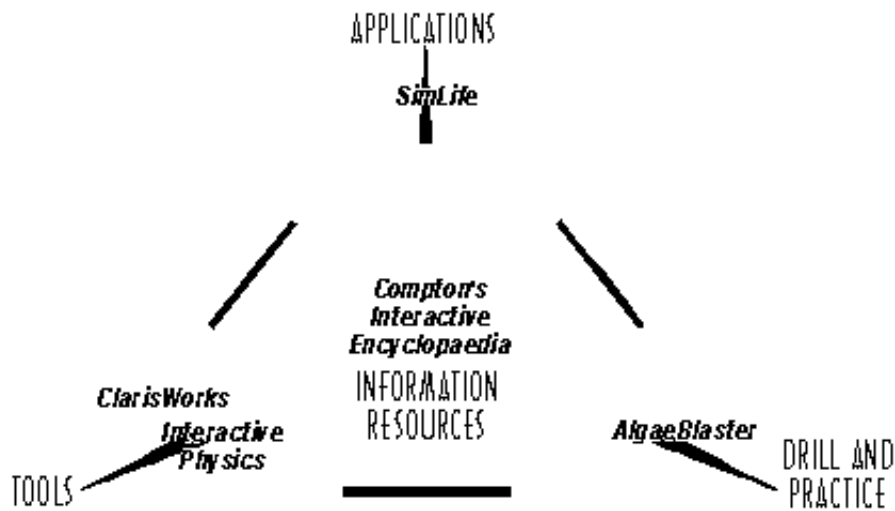 APPLICATIONS
SimLife
Compton's
Interactive
Encyclopaedia
INFORMATION
RESOURCES
ClarisWorks
Interactive
Physics
TOOLS
AlgaeBlaster
DRILL AND
PRACTICE